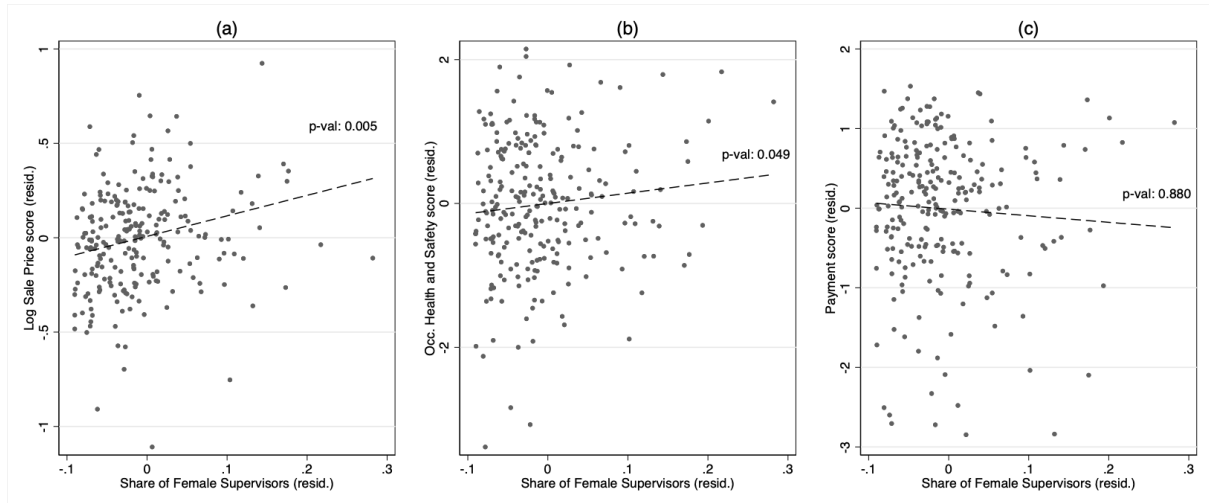 (a)
Log Sale Price score (resid.)
1
.5
0
-.5
-1
p-val: 0.005
-.1
0
.1
.2
.3
Share of Female Supervisors (resid.)
(b)
Occ. Health and Safety score (resid.)
2
0
-2
p-val: 0.049
-.1
0
.1
.2
.3
Share of Female Supervisors (resid.)
(c)
Payment score (resid.)
2
1
0
-1
-2
-3
p-val: 0.880
-.1
0
.1
.2
.3
Share of Female Supervisors (resid.)